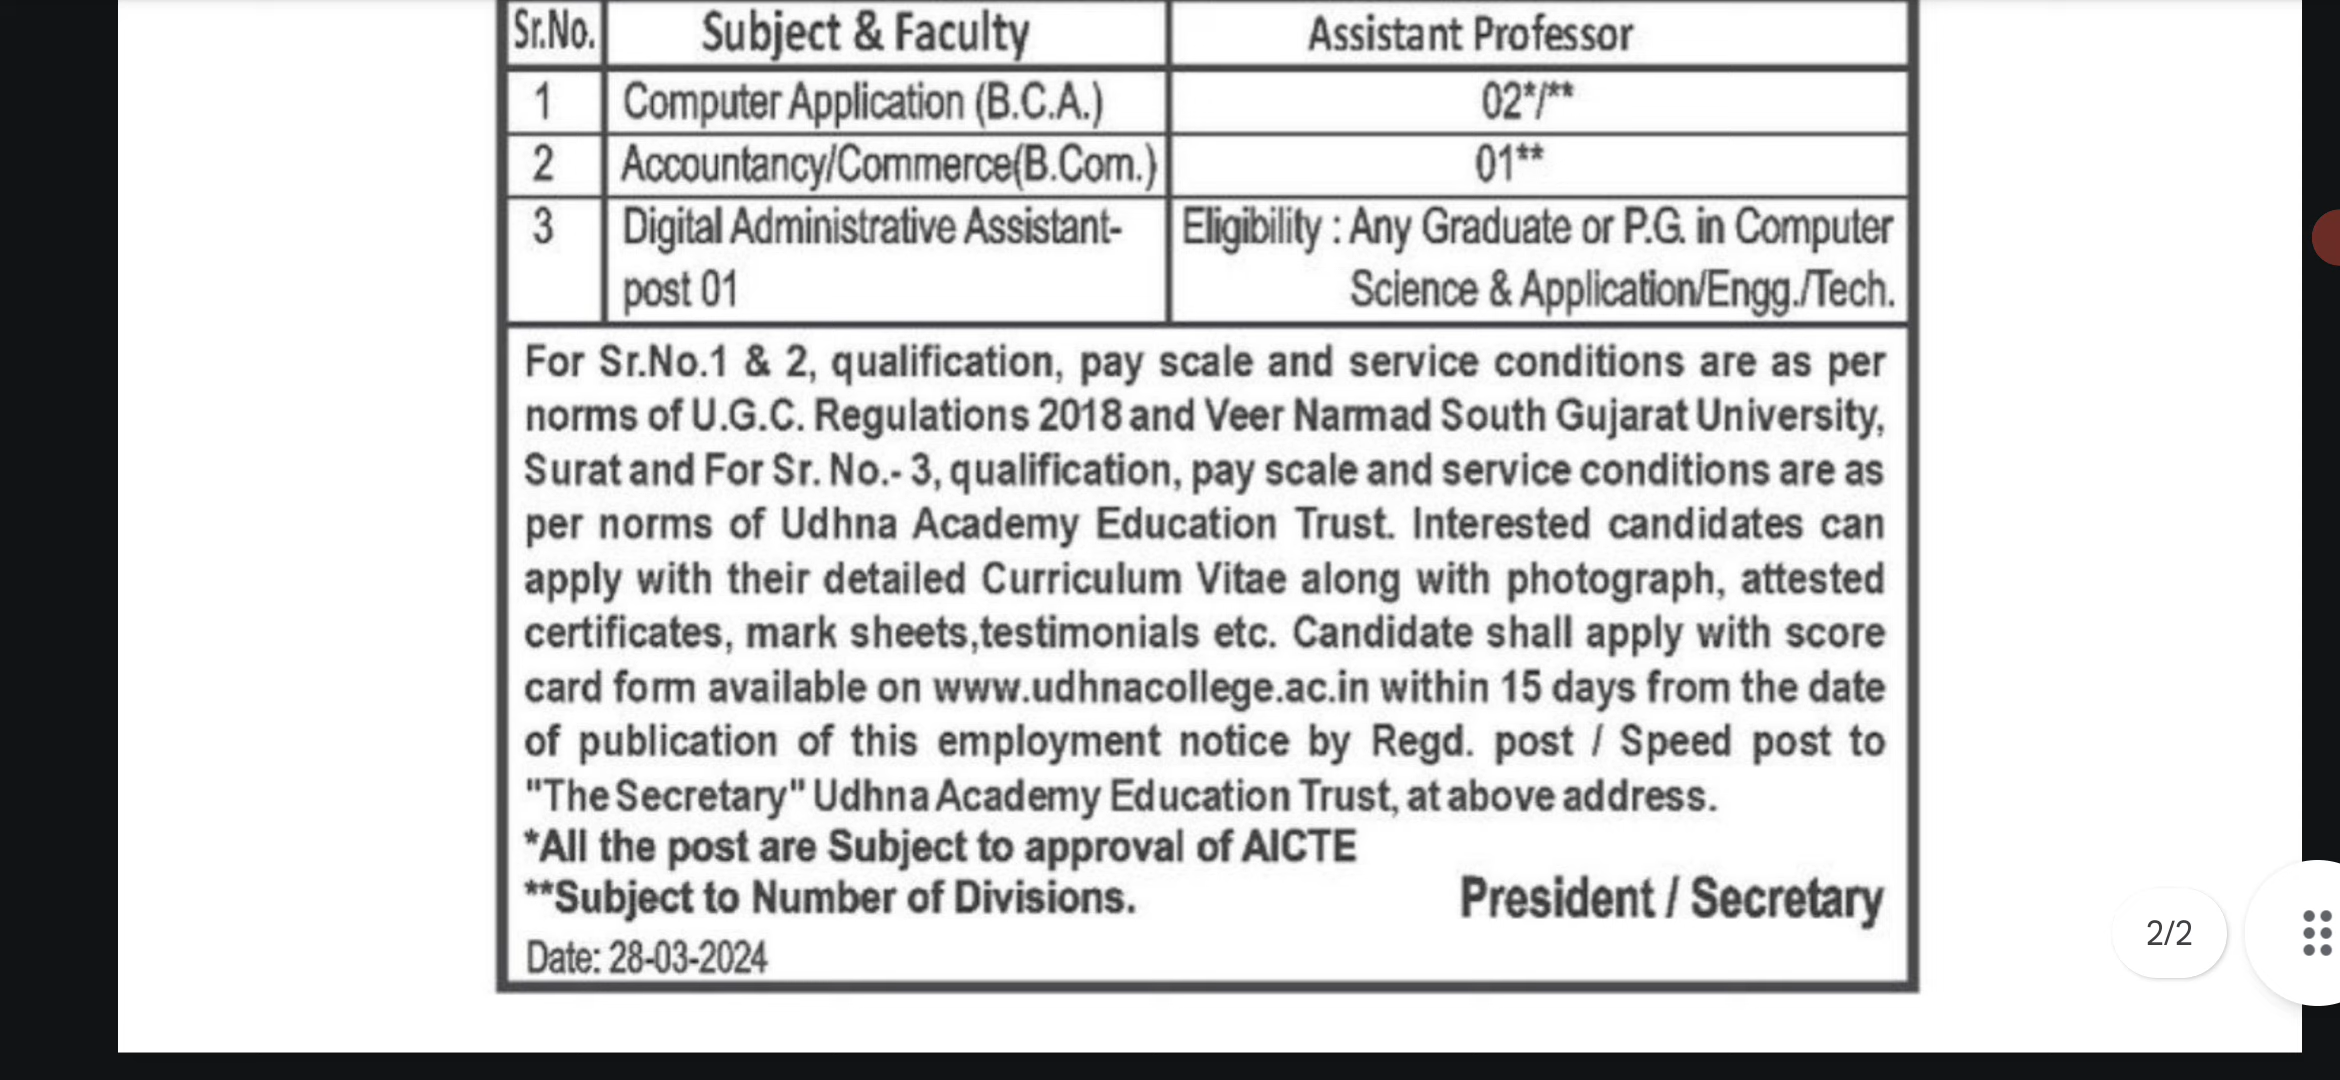 Sr.No. Subject & Faculty Assistant Professor
1 Computer Application (B.C.A.) 02*/**
2 Accountancy/Commerce(B.Com.) 01**
3 Digital Administrative Assistant- Eligibility : Any Graduate or P.G. in Computer
post 01 Science & Application/Engg./Tech.
For Sr.No.1 & 2, qualification, pay scale and service conditions are as per
norms of U.G.C. Regulations 2018 and Veer Narmad South Gujarat University,
Surat and For Sr. No.- 3, qualification, pay scale and service conditions are as
per norms of Udhna Academy Education Trust. Interested candidates can
apply with their detailed Curriculum Vitae along with photograph, attested
certificates, mark sheets,testimonials etc. Candidate shall apply with score
card form available on www.udhnacollege.ac.in within 15 days from the date
of publication of this employment notice by Regd. post / Speed post to
"The Secretary" Udhna Academy Education Trust, at above address.
*All the post are Subject to approval of AICTE
**Subject to Number of Divisions. President / Secretary
Date: 28-03-2024
2/2